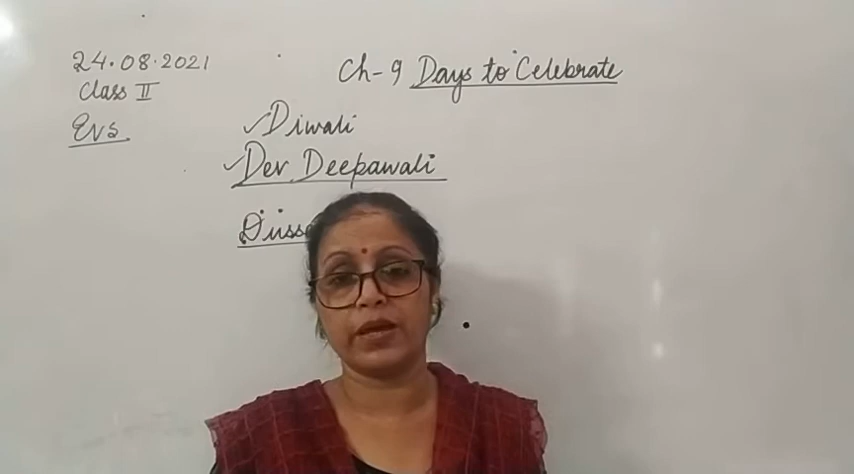 24.08.2021
Ch-9 Days to Celebrate
Class II
EVS
✓Diwali
✓Dev Deepawali